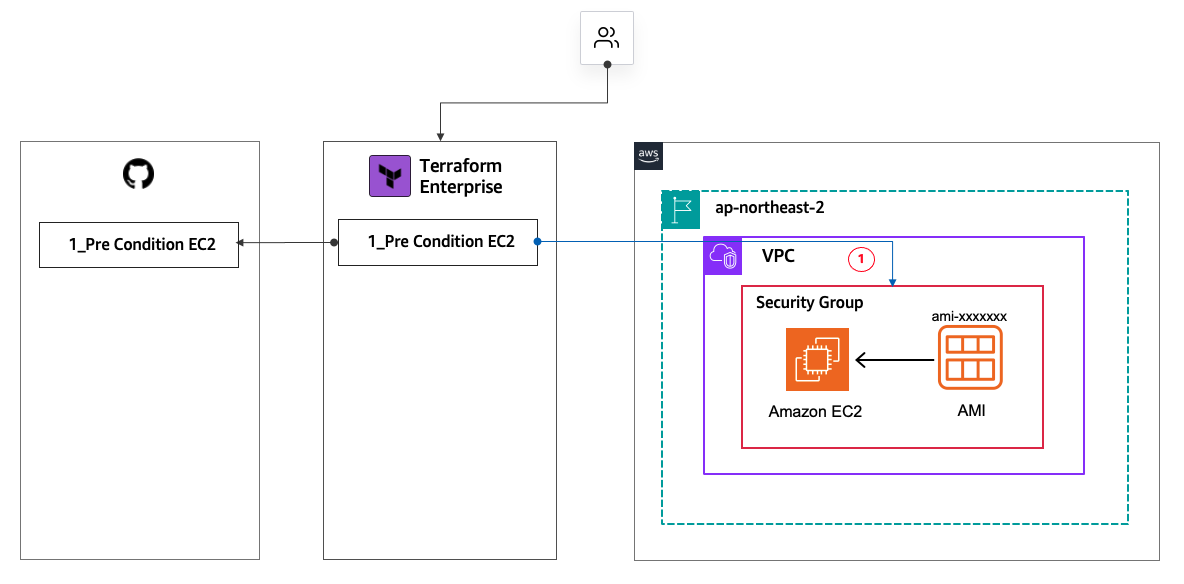 Terraform
Enterprise
1_Pre Condition EC2
1_Pre Condition EC2
aws
ap-northeast-2
VPC
1
Security Group
ami-xxxxxxx
Amazon EC2
AMI